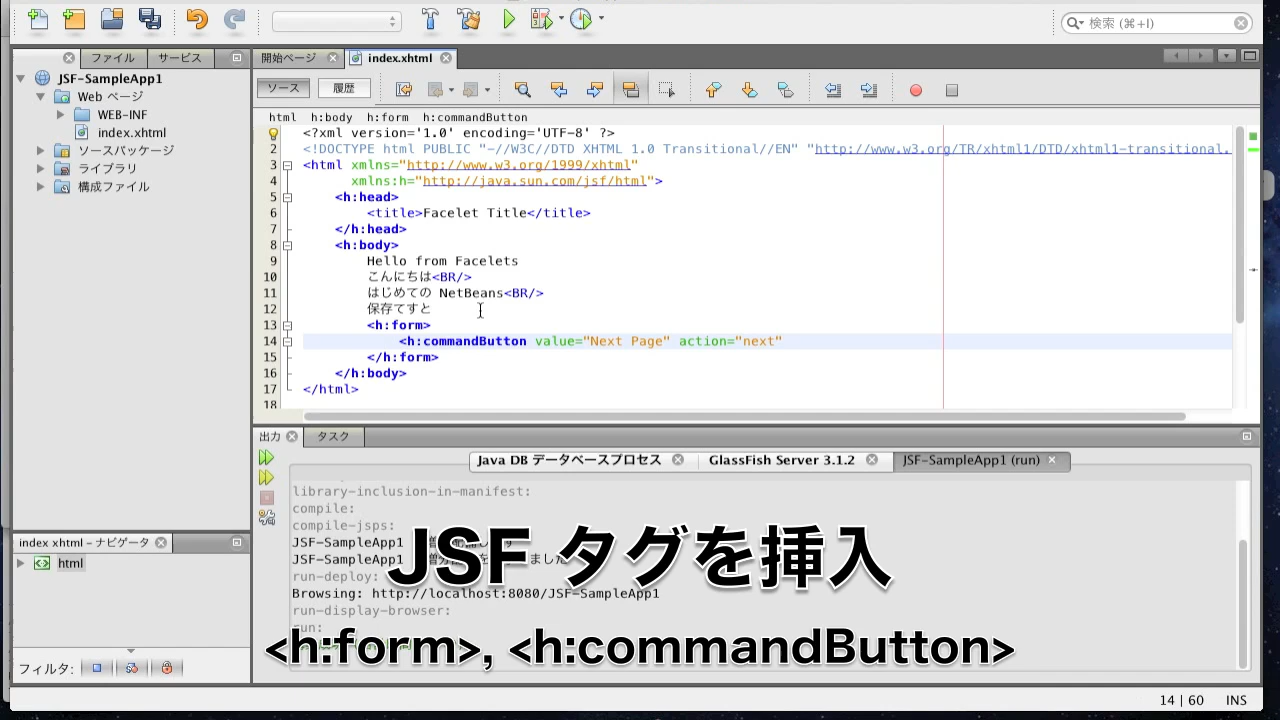 検索 (⌘+I)
ファイル
サービス
開始ページ
index.xhtml
JSF-SampleApp1
Web ページ
WEB-INF
index.xhtml
ソースパッケージ
ライブラリ
構成ファイル
ソース
履歴
html h:body h:form h:commandButton
<?xml version='1.0' encoding='UTF-8' ?>
2 <!DOCTYPE html PUBLIC "-//W3C//DTD XHTML 1.0 Transitional//EN" "http://www.w3.org/TR/xhtml1/DTD/xhtml1-transitional.
3 <html xmlns="http://www.w3.org/1999/xhtml"
4 xmlns:h="http://java.sun.com/jsf/html">
5 <h:head>
6 <title>Facelet Title</title>
7 </h:head>
8 <h:body>
9 Hello from Facelets
10 こんにちは<BR/>
11 はじめての NetBeans<BR/>
12 保存てすと
13 <h:form>
14 <h:commandButton value="Next Page" action="next"
15 </h:form>
16 </h:body>
17 </html>
18
出力
タスク
Java DB データベースプロセス
GlassFish Server 3.1.2
JSF-SampleApp1 (run)
library-inclusion-in-manifest:
compile:
compile-jsps:
JSF-SampleApp1
JSF-SampleApp1
run-deploy:
Browsing: http://localhost:8080/JSF-SampleApp1
run-display-browser:
run:
index xhtml – ナビゲータ
html
フィルタ:
JSF タグを挿入
<h:form>, <h:commandButton>
14 | 60 INS